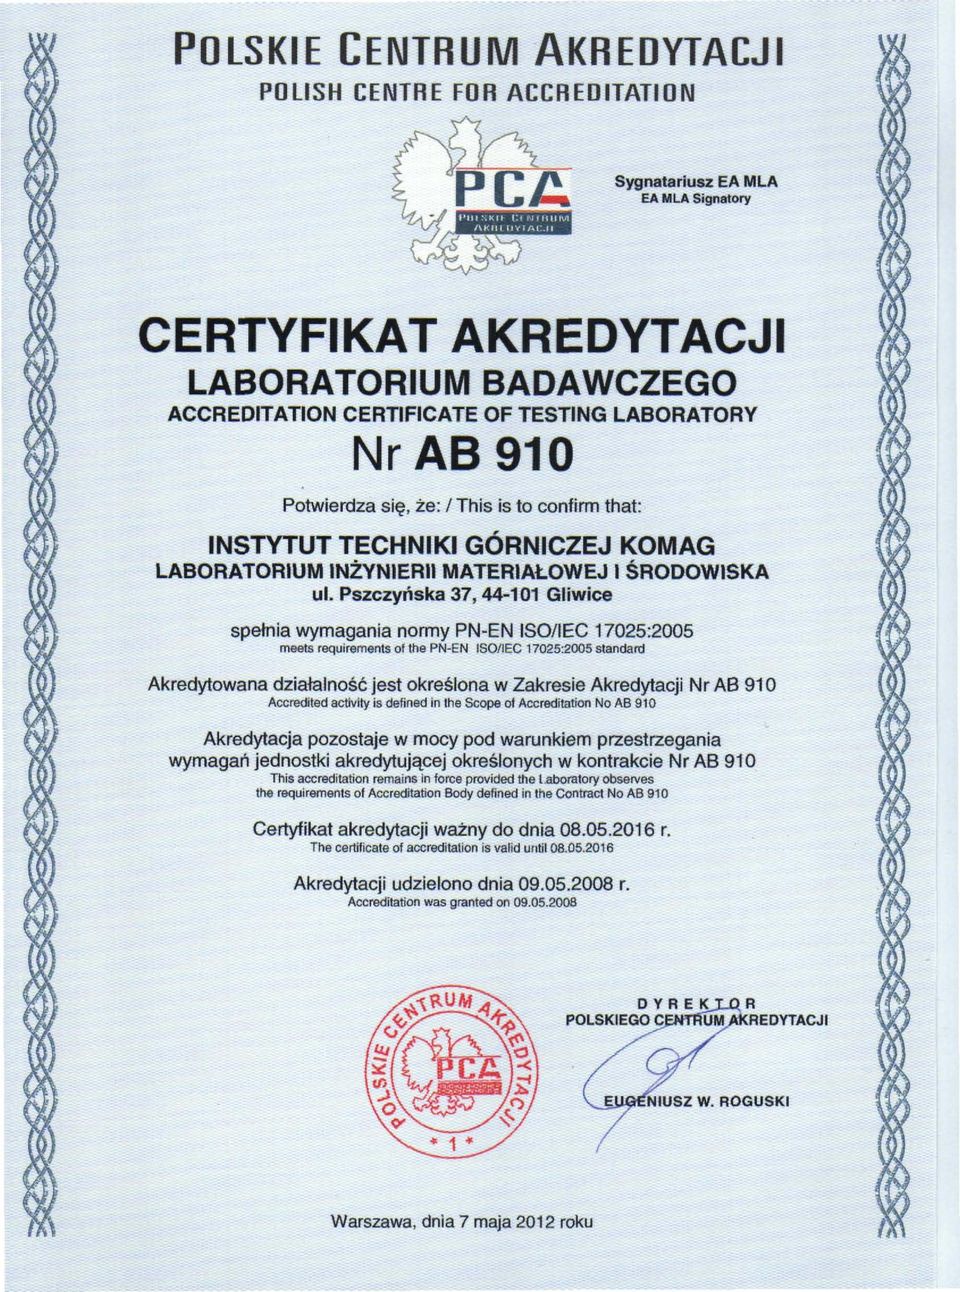 POLSKIE CENTRUM AKREDYTACJI
POLISH CENTRE FOR ACCREDITATION
PCA
POLSKIE CENTRUM
AKREDYTACJI
Sygnatariusz EA MLA
EA MLA Signatory
CERTYFIKAT AKREDYTACJI
LABORATORIUM BADAWCZEGO
ACCREDITATION CERTIFICATE OF TESTING LABORATORY
Nr AB 910
Potwierdza się, że: / This is to confirm that:
INSTYTUT TECHNIKI GÓRNICZEJ KOMAG
LABORATORIUM INŻYNIERII MATERIAŁOWEJ I ŚRODOWISKA
ul. Pszczyńska 37, 44-101 Gliwice
spełnia wymagania normy PN-EN ISO/IEC 17025:2005
meets requirements of the PN-EN ISO/IEC 17025:2005 standard
Akredytowana działalność jest określona w Zakresie Akredytacji Nr AB 910
Accredited activity is defined in the Scope of Accreditation No AB 910
Akredytacja pozostaje w mocy pod warunkiem przestrzegania
wymagań jednostki akredytującej określonych w kontrakcie Nr AB 910
This accreditation remains in force provided the Laboratory observes
the requirements of Accreditation Body defined in the Contract No AB 910
Certyfikat akredytacji ważny do dnia 08.05.2016 r.
The certificate of accreditation is valid until 08.05.2016
Akredytacji udzielono dnia 09.05.2008 r.
Accreditation was granted on 09.05.2008
POLSKIE CENTRUM AKREDYTACJI
PCA
* 1 *
DYREKTOR
POLSKIEGO CENTRUM AKREDYTACJI
EUGENIUSZ W. ROGUSKI
Warszawa, dnia 7 maja 2012 roku